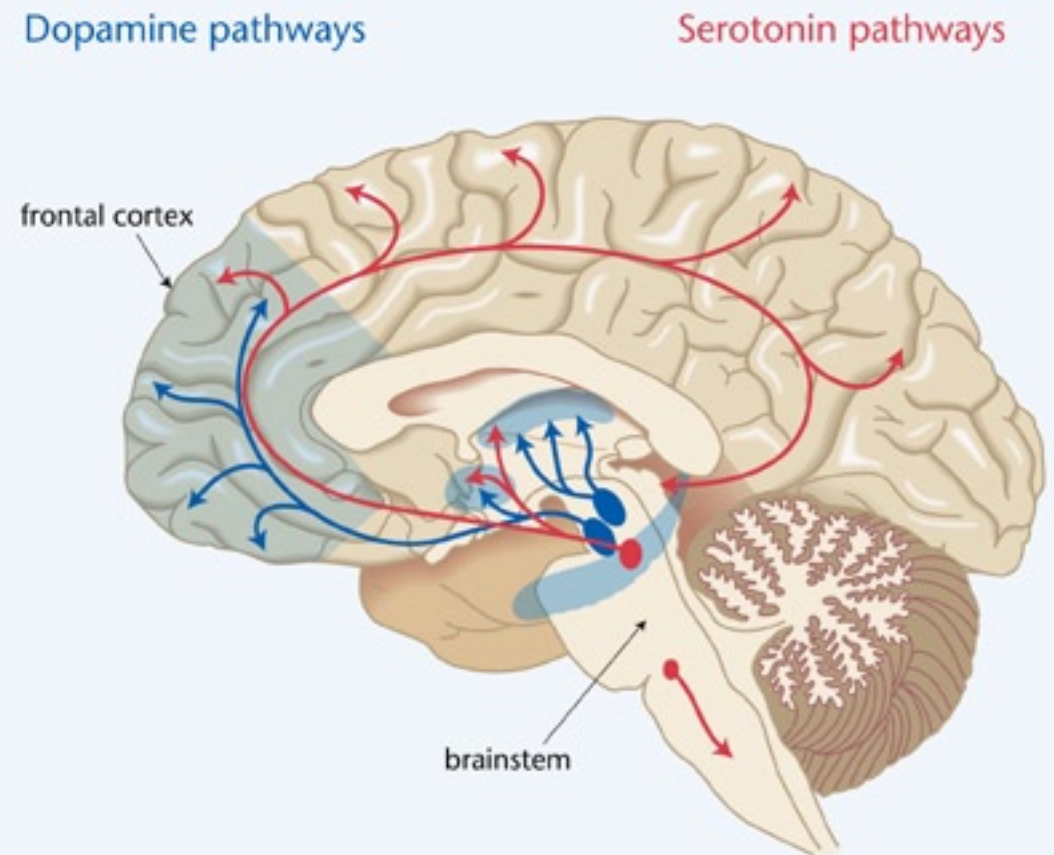 Dopamine pathways
Serotonin pathways
frontal cortex
brainstem